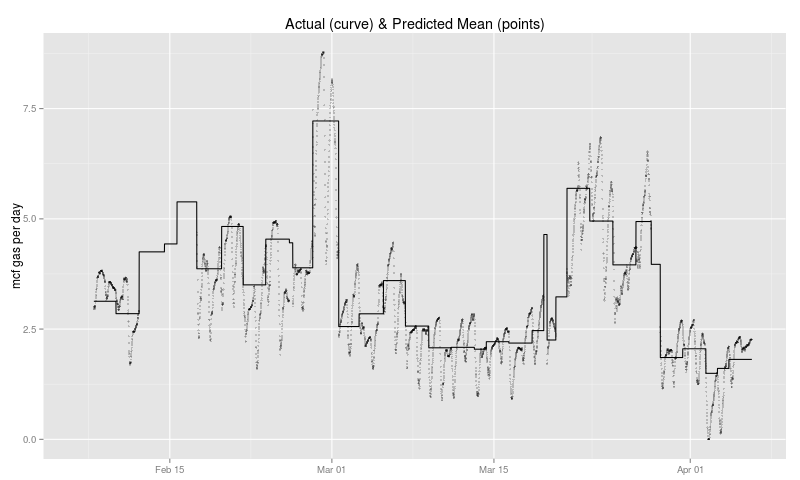 Actual (curve) & Predicted Mean (points)
mcf gas per day
7.5
5.0
2.5
0.0
Feb 15
Mar 01
Mar 15
Apr 01